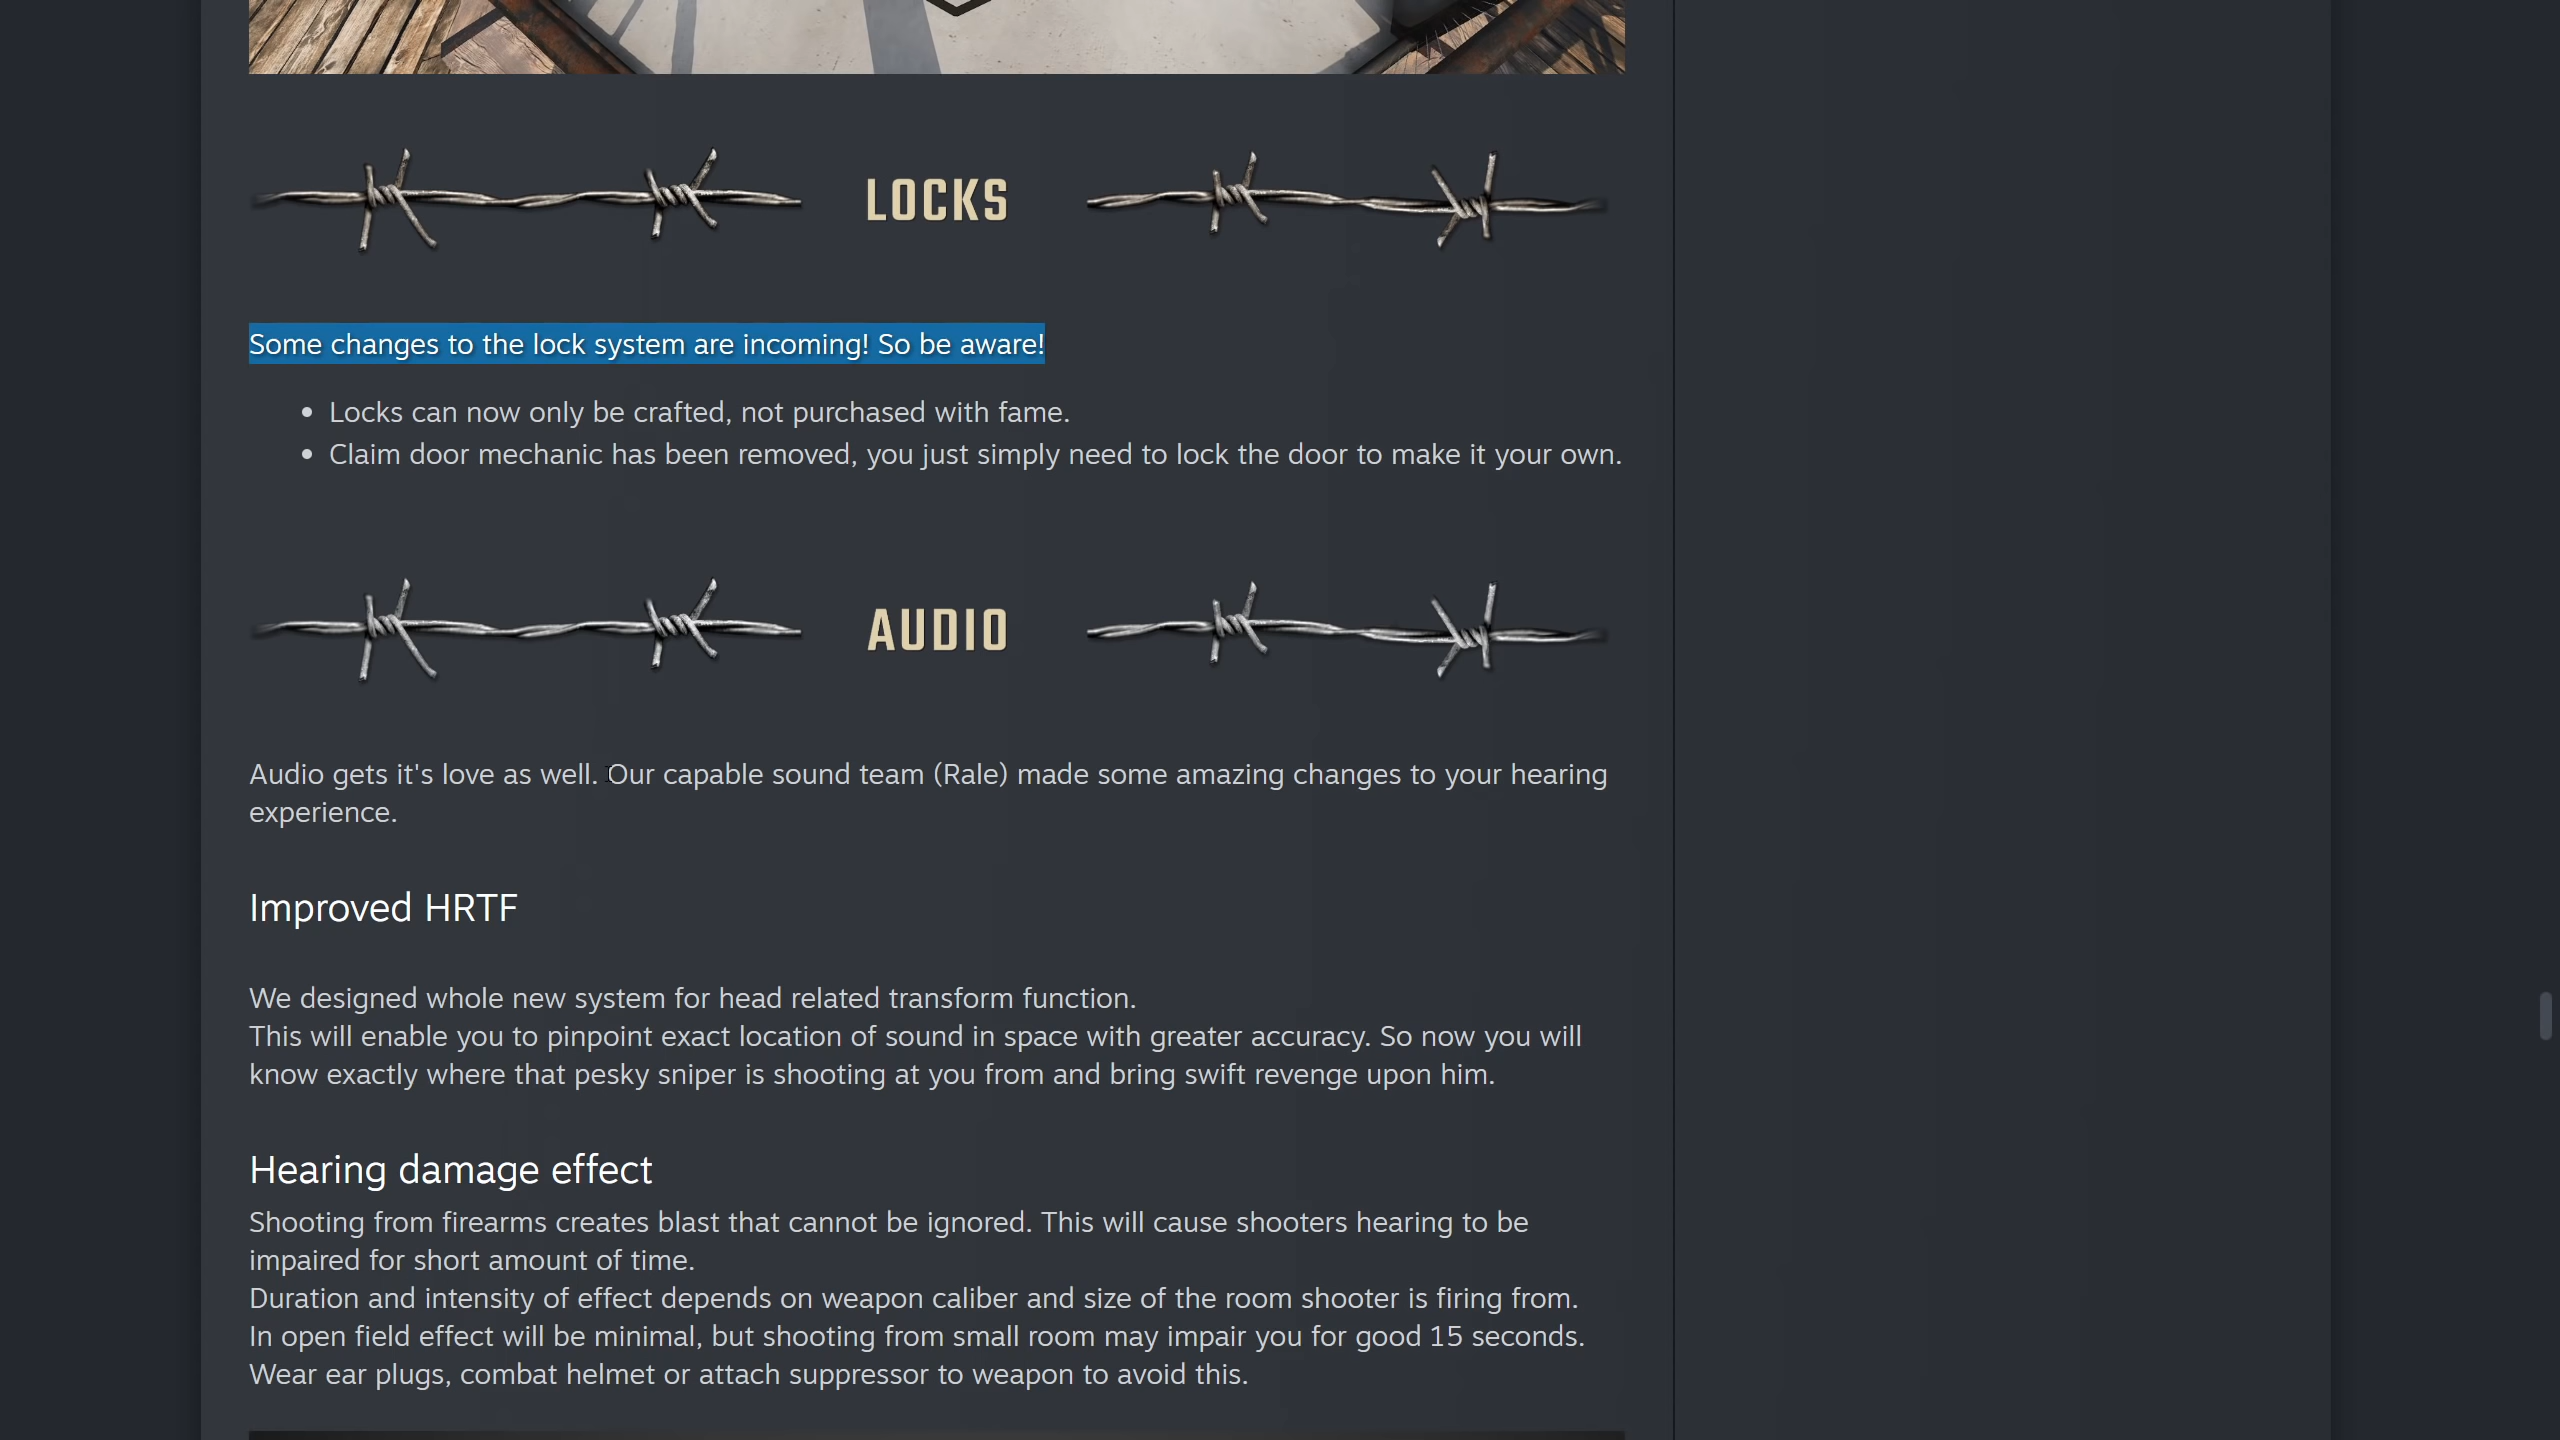 LOCKS
Some changes to the lock system are incoming! So be aware!
Locks can now only be crafted, not purchased with fame.
Claim door mechanic has been removed, you just simply need to lock the door to make it your own.
AUDIO
Audio gets it's love as well. Our capable sound team (Rale) made some amazing changes to your hearing
experience.
Improved HRTF
We designed whole new system for head related transform function.
This will enable you to pinpoint exact location of sound in space with greater accuracy. So now you will
know exactly where that pesky sniper is shooting at you from and bring swift revenge upon him.
Hearing damage effect
Shooting from firearms creates blast that cannot be ignored. This will cause shooters hearing to be
impaired for short amount of time.
Duration and intensity of effect depends on weapon caliber and size of the room shooter is firing from.
In open field effect will be minimal, but shooting from small room may impair you for good 15 seconds.
Wear ear plugs, combat helmet or attach suppressor to weapon to avoid this.